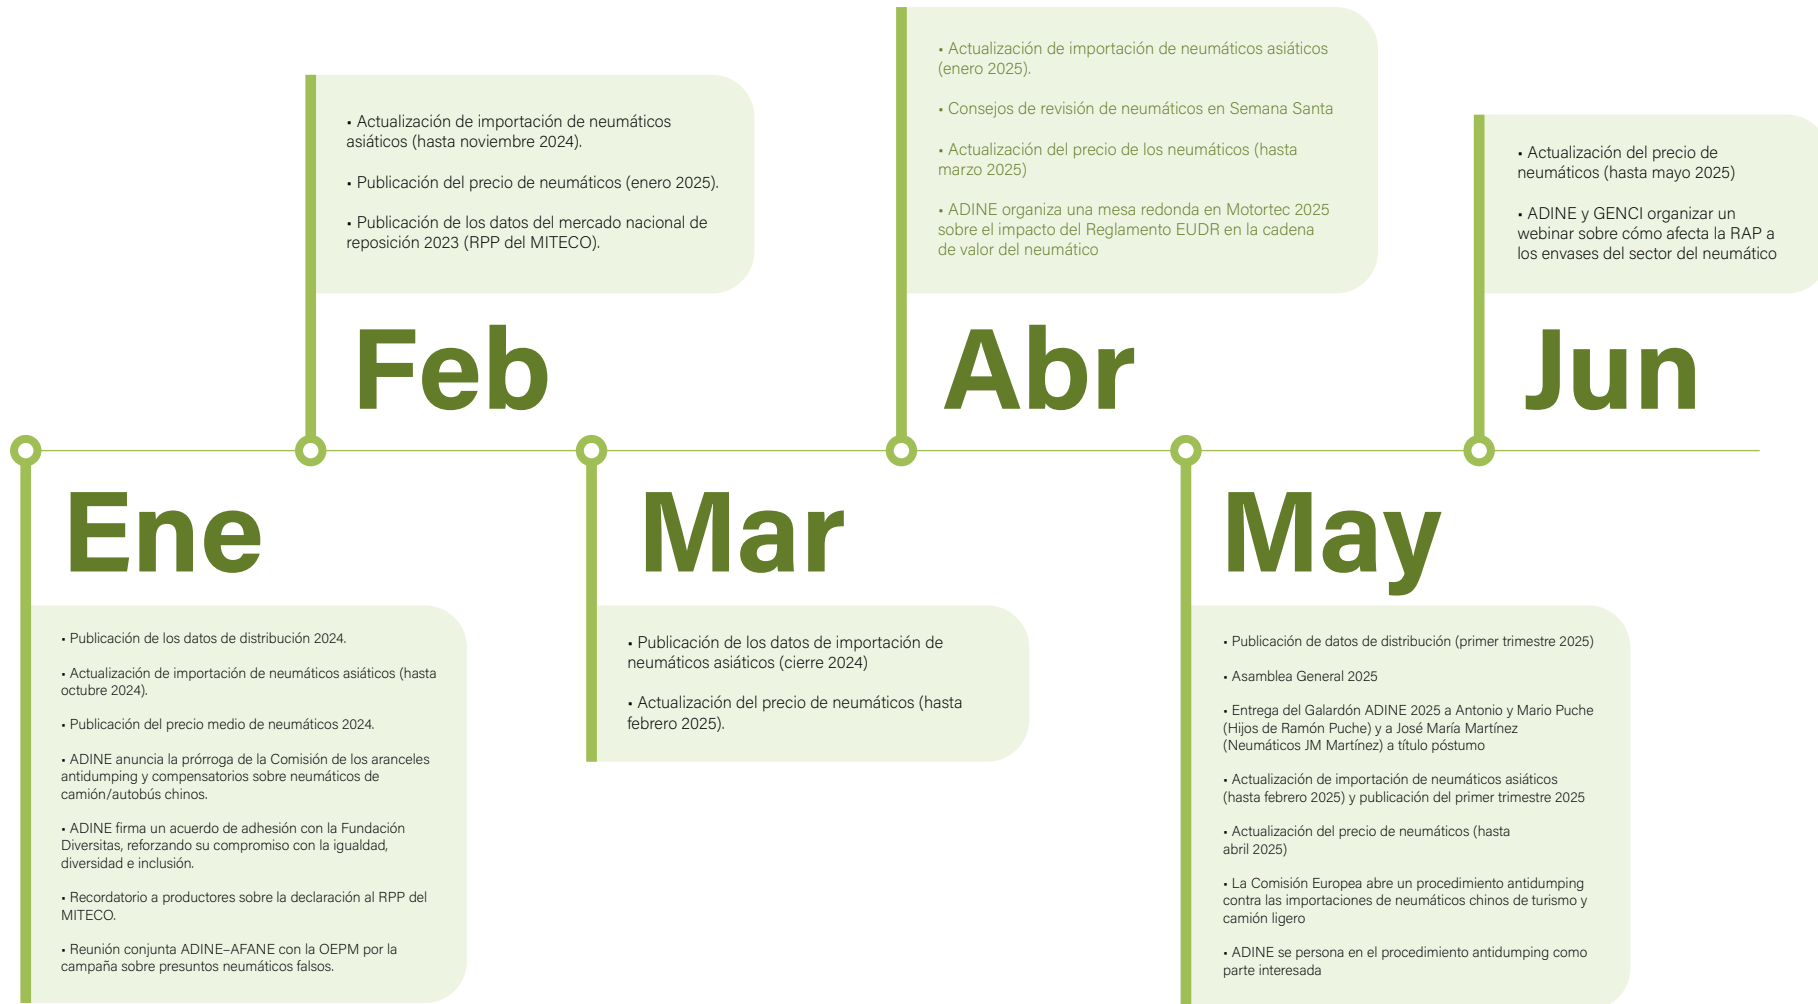 Ene
• Publicación de los datos de distribución 2024.
• Actualización de importación de neumáticos asiáticos (hasta
octubre 2024).
• Publicación del precio medio de neumáticos 2024.
• ADINE anuncia la prórroga de la Comisión de los aranceles
antidumping y compensatorios sobre neumáticos de
camión/autobús chinos.
• ADINE firma un acuerdo de adhesión con la Fundación
Diversitas, reforzando su compromiso con la igualdad,
diversidad e inclusión.
• Recordatorio a productores sobre la declaración al RPP del
MITECO.
• Reunión conjunta ADINE–AFANE con la OEPM por la
campaña sobre presuntos neumáticos falsos.
• Actualización de importación de neumáticos
asiáticos (hasta noviembre 2024).
• Publicación del precio de neumáticos (enero 2025).
• Publicación de los datos del mercado nacional de
reposición 2023 (RPP del MITECO).
Feb
Mar
• Publicación de los datos de importación de
neumáticos asiáticos (cierre 2024)
• Actualización del precio de neumáticos (hasta
febrero 2025).
• Actualización de importación de neumáticos asiáticos
(enero 2025).
• Consejos de revisión de neumáticos en Semana Santa
• Actualización del precio de los neumáticos (hasta
marzo 2025)
• ADINE organiza una mesa redonda en Motortec 2025
sobre el impacto del Reglamento EUDR en la cadena
de valor del neumático
Abr
May
• Publicación de datos de distribución (primer trimestre 2025)
• Asamblea General 2025
• Entrega del Galardón ADINE 2025 a Antonio y Mario Puche
(Hijos de Ramón Puche) y a José María Martínez
(Neumáticos JM Martínez) a título póstumo
• Actualización de importación de neumáticos asiáticos
(hasta febrero 2025) y publicación del primer trimestre 2025
• Actualización del precio de neumáticos (hasta
abril 2025)
• La Comisión Europea abre un procedimiento antidumping
contra las importaciones de neumáticos chinos de turismo y
camión ligero
• ADINE se persona en el procedimiento antidumping como
parte interesada
• Actualización del precio de
neumáticos (hasta mayo 2025)
• ADINE y GENCI organizar un
webinar sobre cómo afecta la RAP a
los envases del sector del neumático
Jun